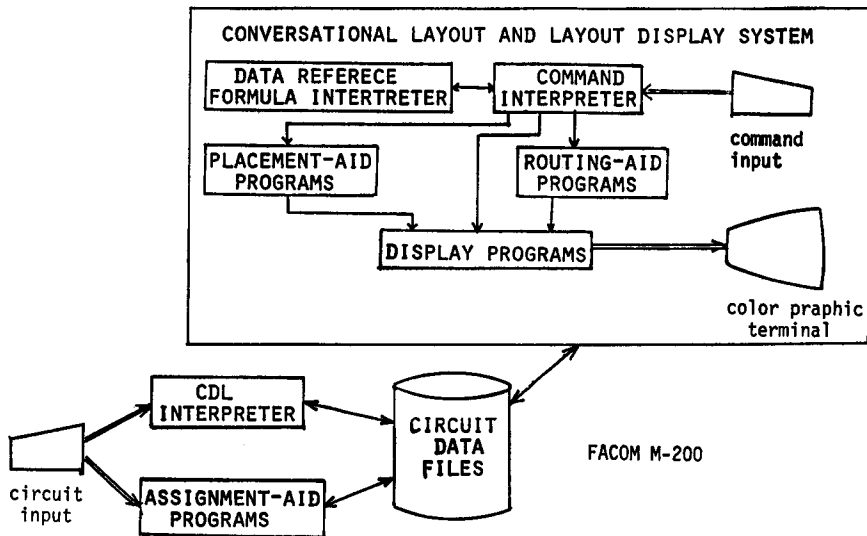 CONVERSATIONAL LAYOUT AND LAYOUT DISPLAY SYSTEM
DATA REFERECE
FORMULA INTERTRETER
COMMAND
INTERPRETER
command
input
PLACEMENT-AID
PROGRAMS
ROUTING-AID
PROGRAMS
DISPLAY PROGRAMS
color praphic
terminal
CDL
INTERPRETER
CIRCUIT
DATA
FILES
FACOM M-200
circuit
input
ASSIGNMENT-AID
PROGRAMS